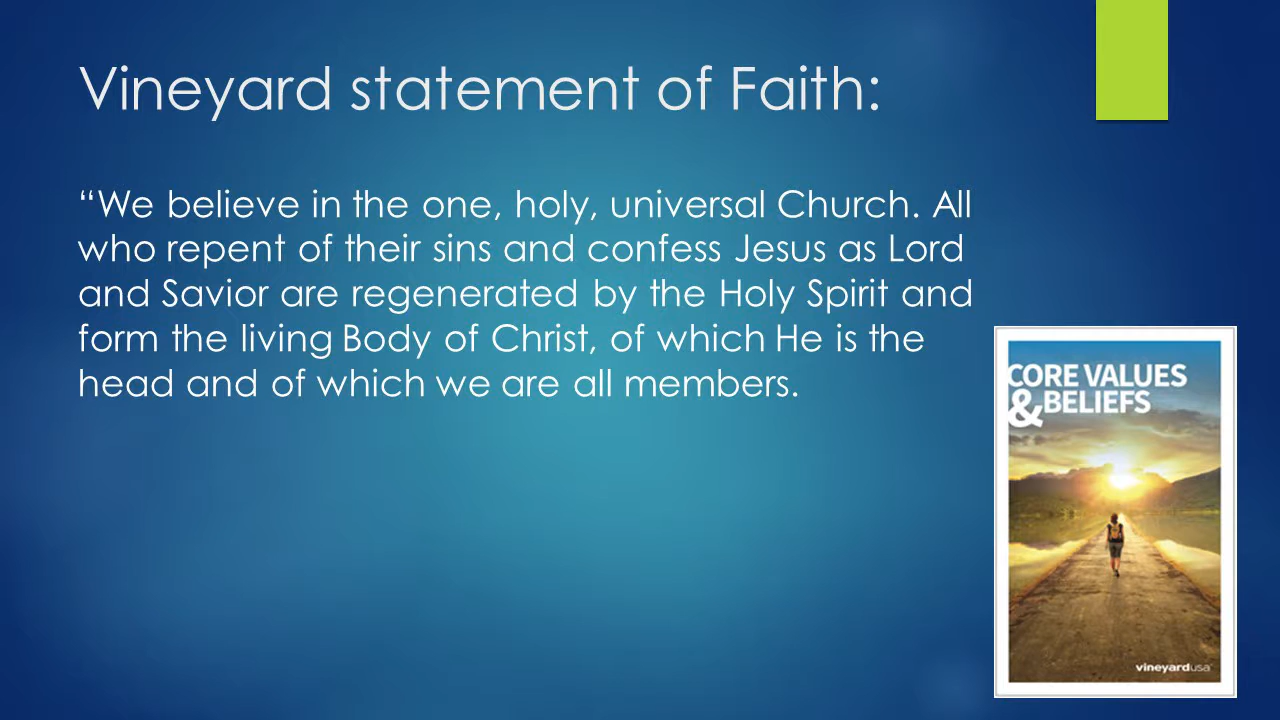 Vineyard statement of Faith:
“We believe in the one, holy, universal Church. All
who repent of their sins and confess Jesus as Lord
and Savior are regenerated by the Holy Spirit and
form the living Body of Christ, of which He is the
head and of which we are all members.
CORE VALUES
& BELIEFS
vineyardusa